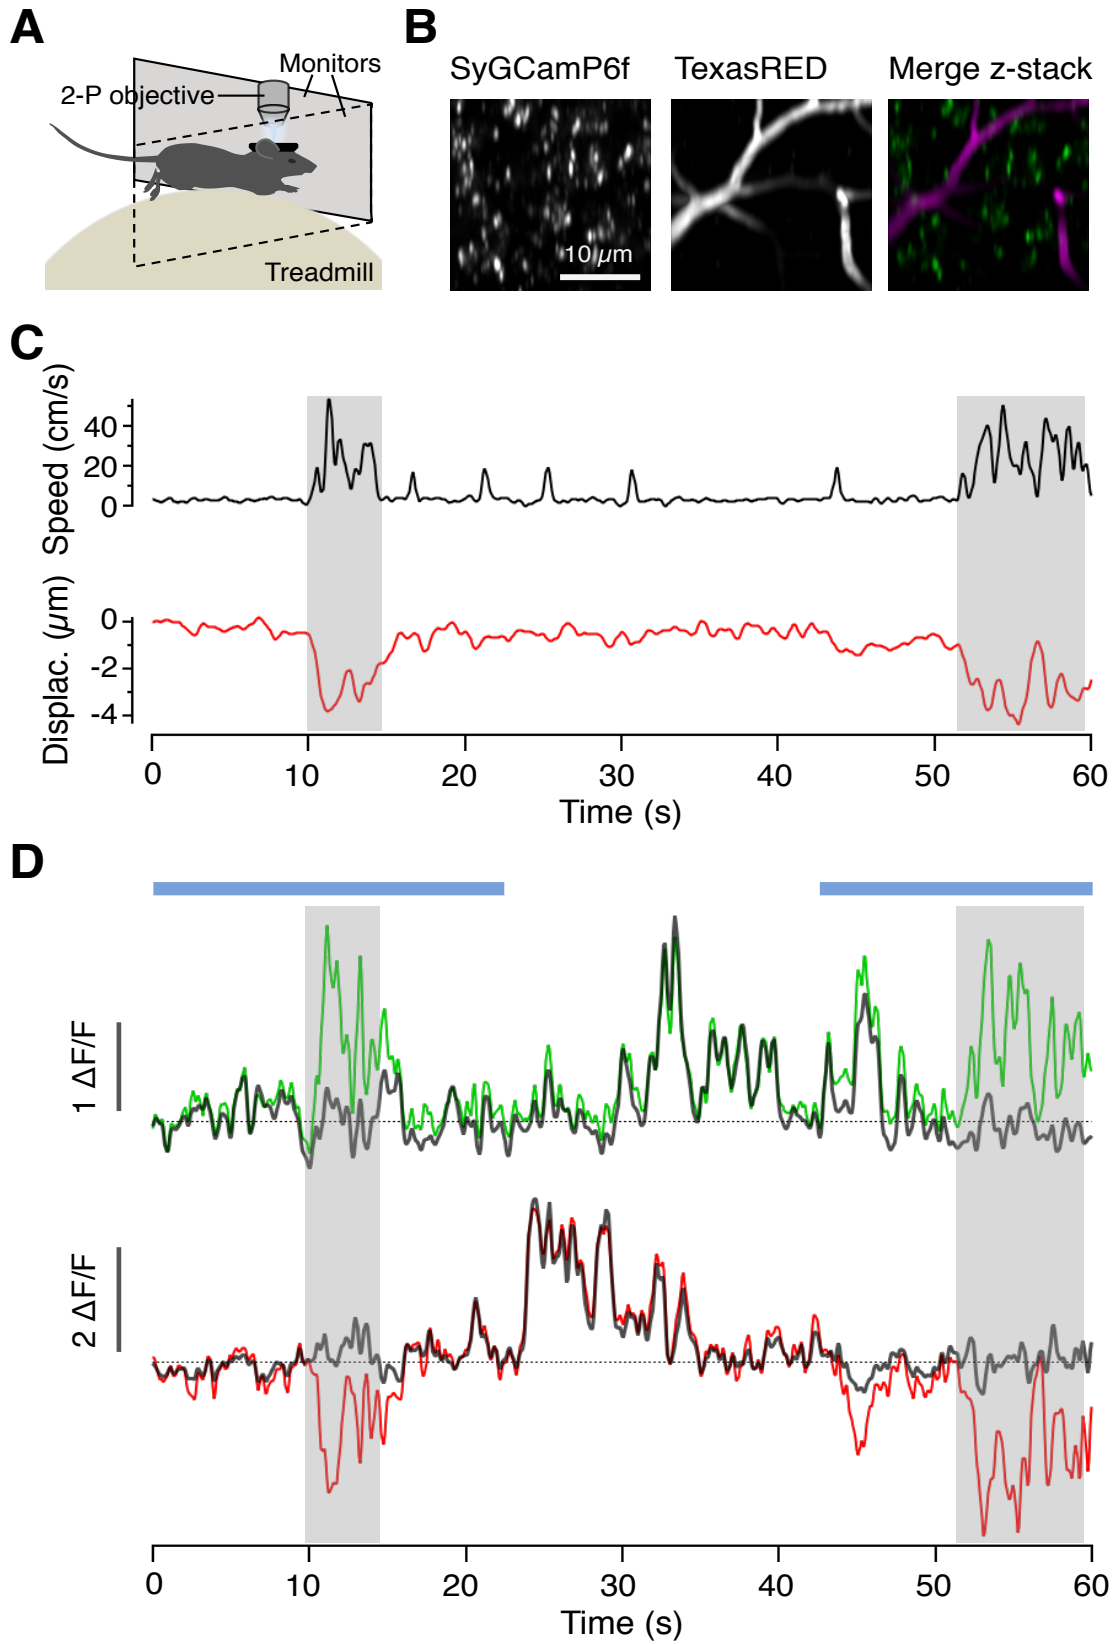 A
Monitors
2-P objective
Treadmill
B
SyGCamP6f
TexasRED
Merge z-stack
10 µm
C
Speed (cm/s)
40
20
0
Displac. (µm)
0
-2
-4
0 10 20 30 40 50 60
Time (s)
D
1 ΔF/F
2 ΔF/F
0 10 20 30 40 50 60
Time (s)